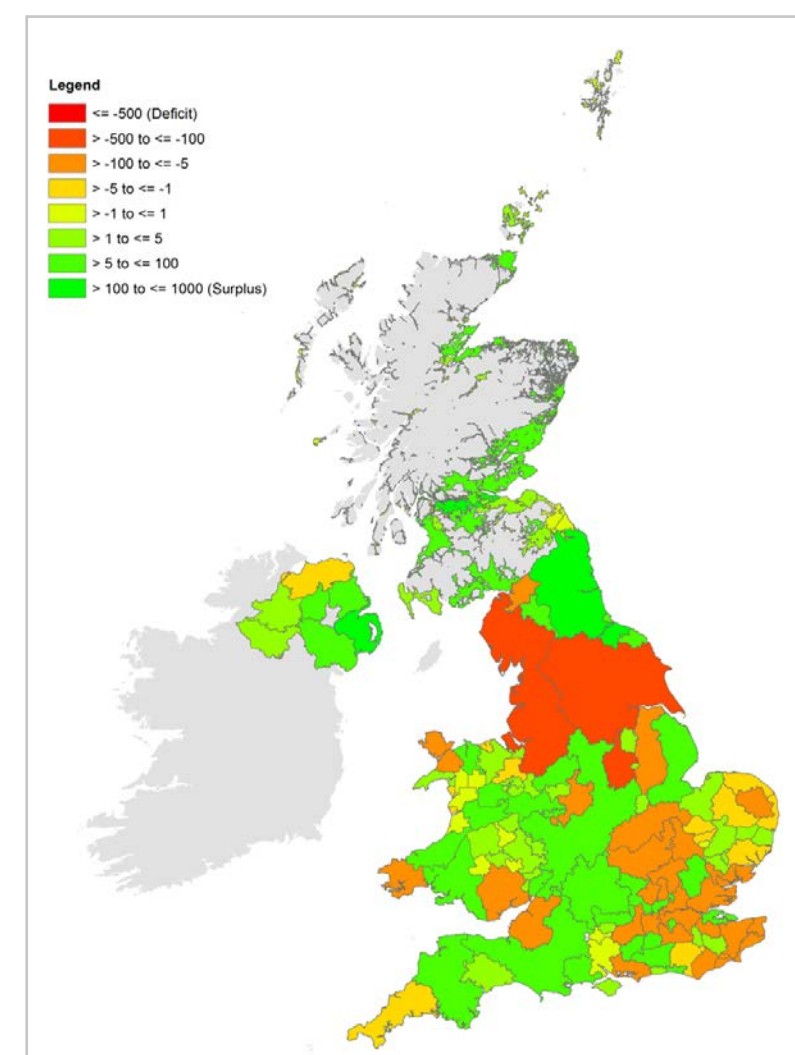 Legend
<= -500 (Deficit)
> -500 to <= -100
> -100 to <= -5
> -5 to <= -1
> -1 to <= 1
> 1 to <= 5
> 5 to <= 100
> 100 to <= 1000 (Surplus)